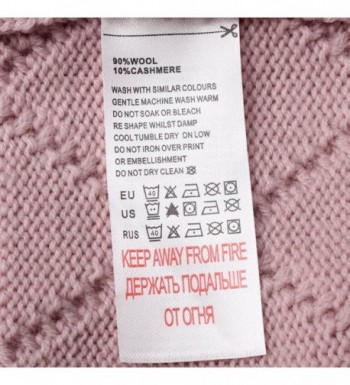 90%WOOL
10%CASHMERE
WASH WITH SIMILAR COLOURS
GENTLE MACHINE WASH WARM
DO NOT SOAK OR BLEACH
RE SHAPE WHILST DAMP
COOL TUMBLE DRY ON LOW
DO NOT IRON OVER PRINT
OR EMBELLISHMENT
DO NOT DRY CLEAN
EU 40
US
RUS 40
KEEP AWAY FROM FIRE
ДЕРЖАТЬ ПОДАЛЬШЕ
ОТ ОГНЯ